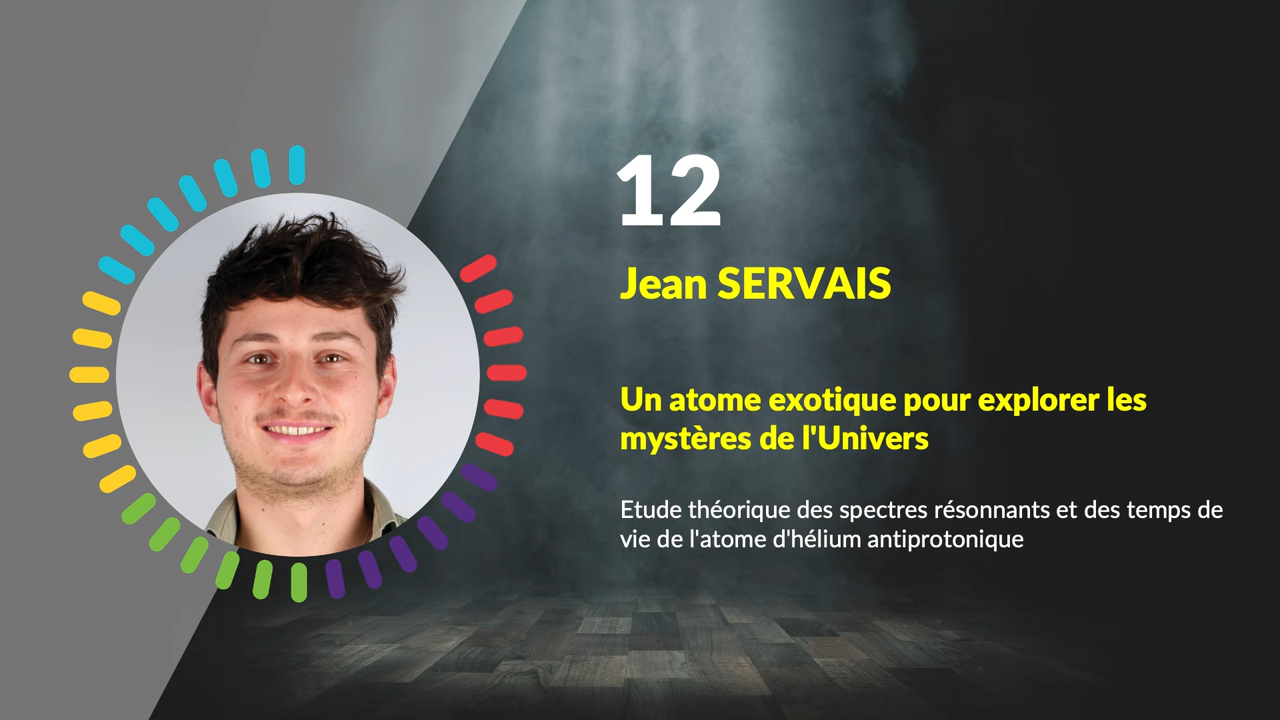 12
Jean SERVAIS
Un atome exotique pour explorer les
mystères de l'Univers
Etude théorique des spectres résonnants et des temps de
vie de l'atome d'hélium antiprotonique